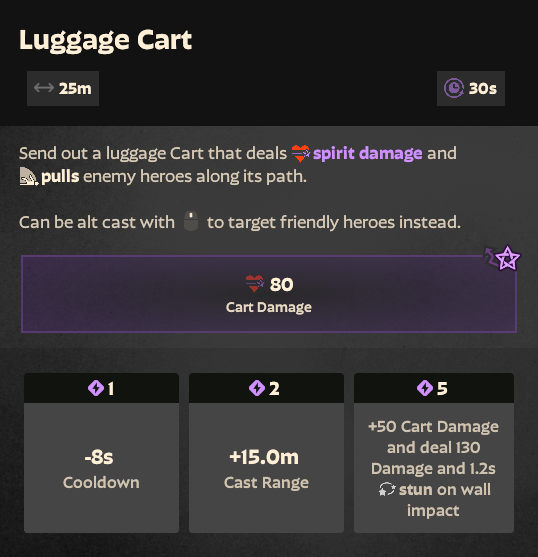 Luggage Cart
25m
30s
Send out a luggage Cart that deals spirit damage and
pulls enemy heroes along its path.
Can be alt cast with to target friendly heroes instead.
80
Cart Damage
1
2
5
-8s
Cooldown
+15.0m
Cast Range
+50 Cart Damage
and deal 130
Damage and 1.2s
stun on wall
impact